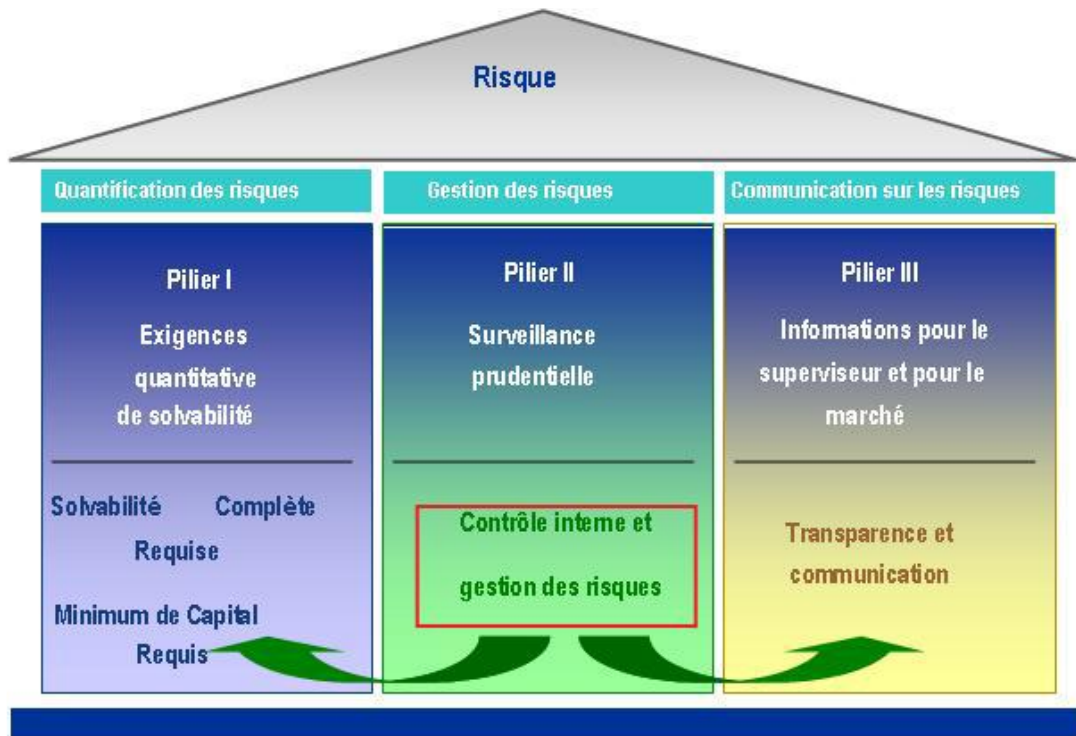 Risque
Quantification des risques
Gestion des risques
Communication sur les risques
Pilier I
Exigences
quantitative
de solvabilité
Solvabilité Complète
Requise
Minimum de Capital
Requis
Pilier II
Surveillance
prudentielle
Contrôle interne et
gestion des risques
Pilier III
Informations pour le
superviseur et pour le
marché
Transparence et
communication